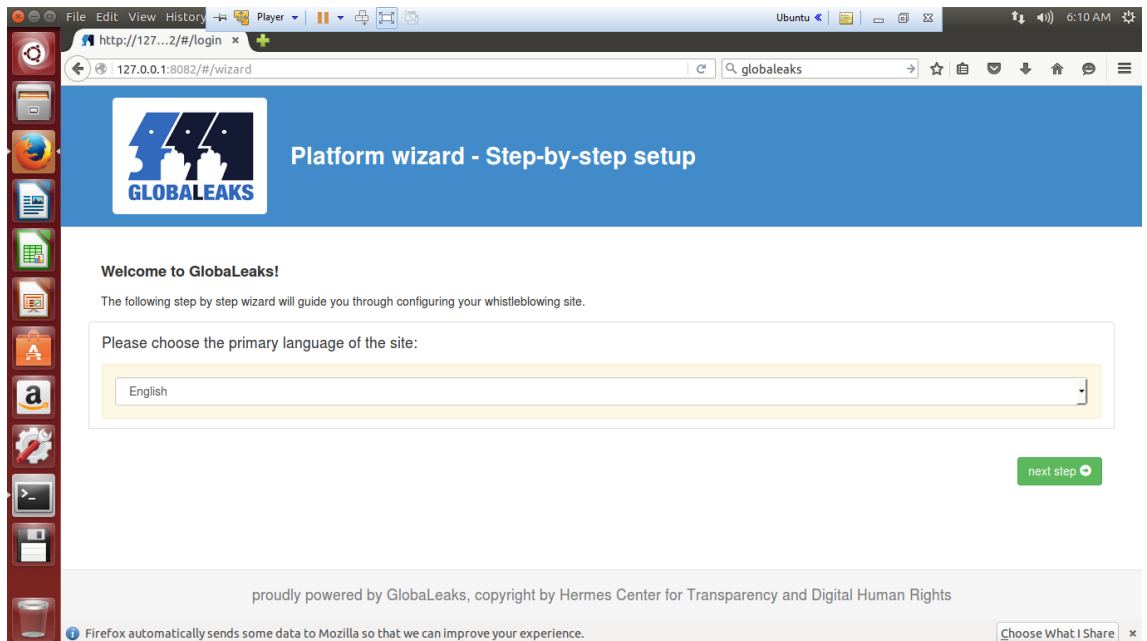 File Edit View History Player Ubuntu 6:10 AM
http://127...2/#/login ×
127.0.0.1:8082/#/wizard globaleaks
GLOBALEAKS
Platform wizard - Step-by-step setup
Welcome to GlobaLeaks!
The following step by step wizard will guide you through configuring your whistleblowing site.
Please choose the primary language of the site:
English
a
next step
>_
proudly powered by GlobaLeaks, copyright by Hermes Center for Transparency and Digital Human Rights
Firefox automatically sends some data to Mozilla so that we can improve your experience. Choose What I Share ×